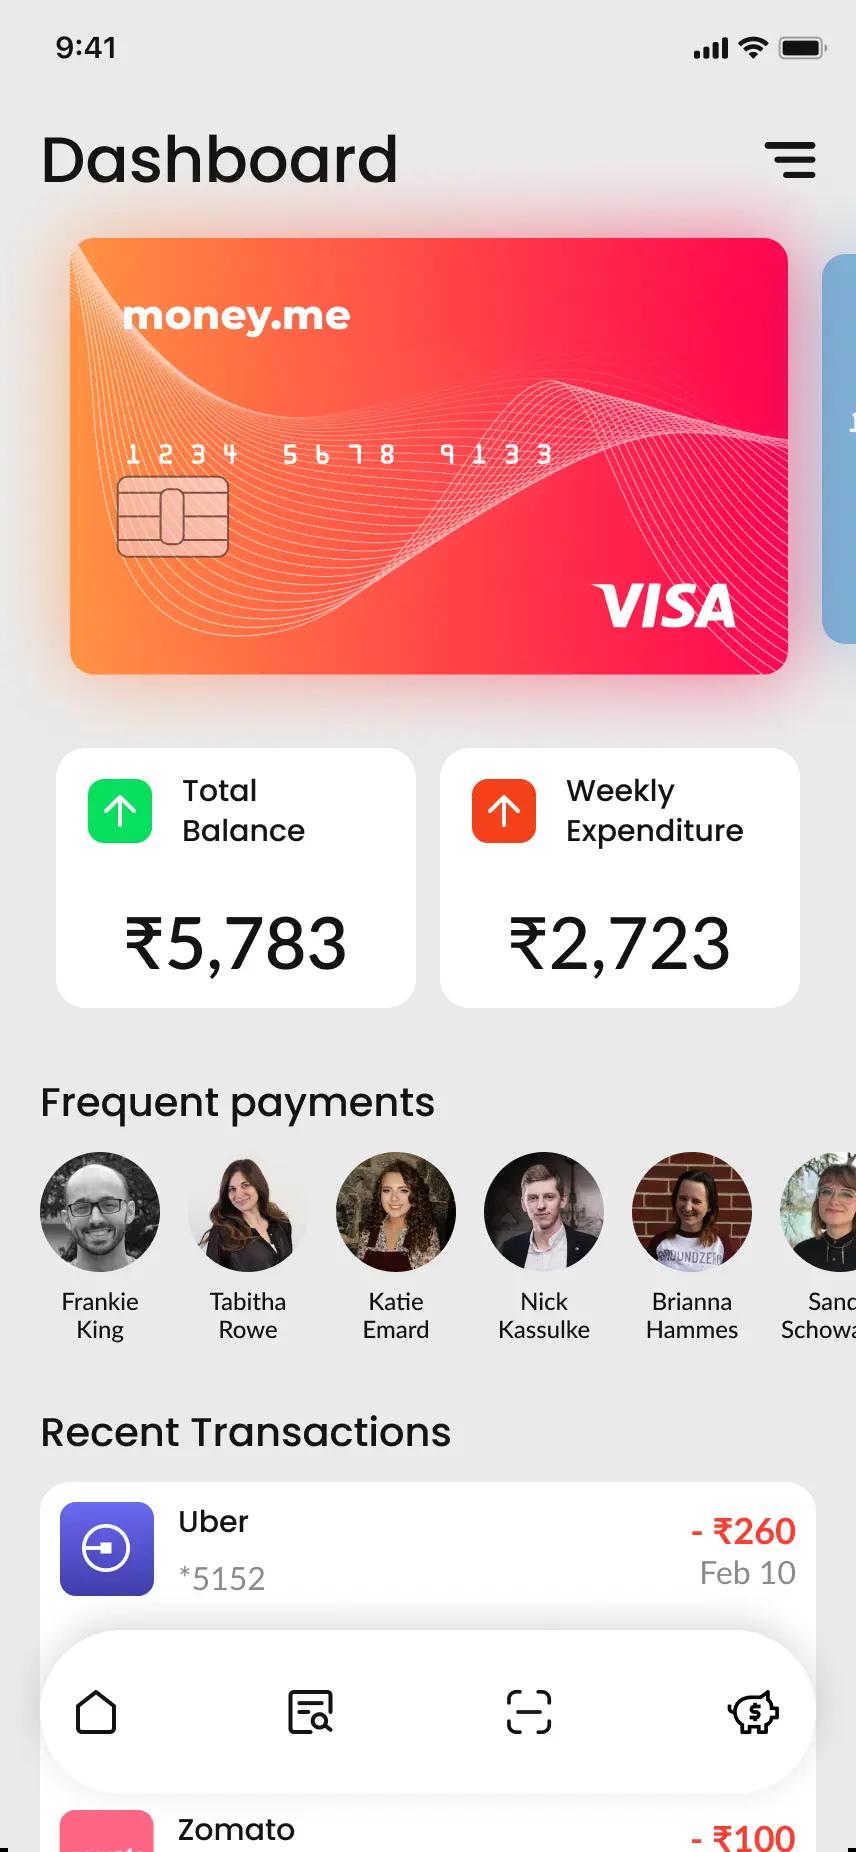 9:41
Dashboard
money.me
1234 5678 9133
VISA
Total
Balance
₹5,783
Weekly
Expenditure
₹2,723
Frequent payments
Frankie
King
Tabitha
Rowe
Katie
Emard
Nick
Kassulke
Brianna
Hammes
Recent Transactions
Uber
- ₹260
*5152
Feb 10
Zomato
- ₹100